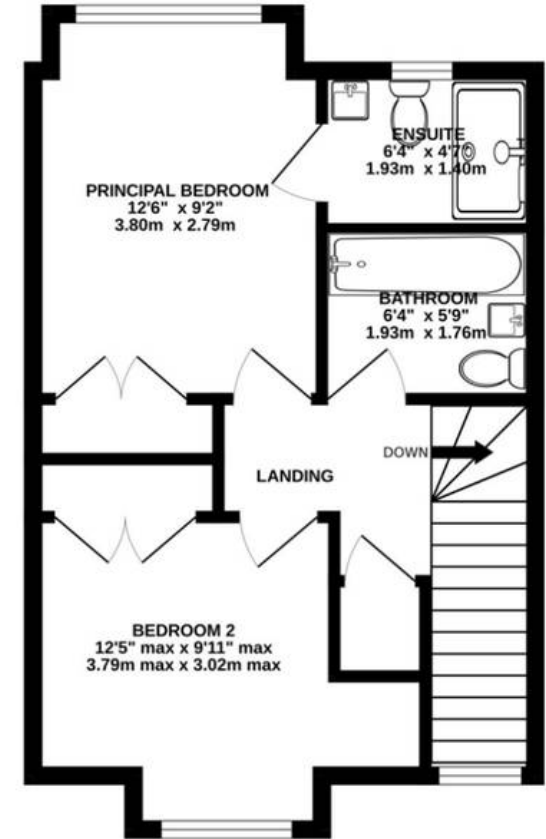 ENSUITE
6'4" x 4'7"
1.93m x 1.40m
PRINCIPAL BEDROOM
12'6" x 9'2"
3.80m x 2.79m
BATHROOM
6'4" x 5'9"
1.93m x 1.76m
DOWN
LANDING
BEDROOM 2
12'5" max x 9'11" max
3.79m max x 3.02m max